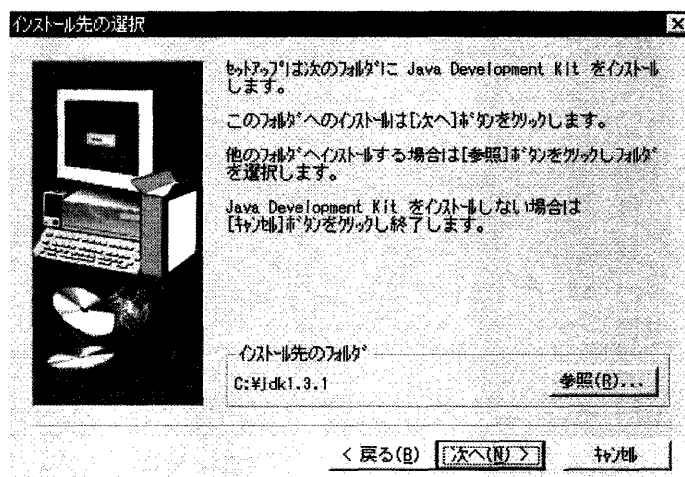 インストール先の選択
ｾｯﾄｱｯﾌﾟは次のﾌｫﾙﾀﾞに Java Development Kit をｲﾝｽﾄｰﾙ
します。
このﾌｫﾙﾀﾞへのｲﾝｽﾄｰﾙは[次へ]ﾎﾞﾀﾝをｸﾘｯｸします。
他のﾌｫﾙﾀﾞへｲﾝｽﾄｰﾙする場合は[参照]ﾎﾞﾀﾝをｸﾘｯｸしﾌｫﾙﾀﾞ
を選択します。
Java Development Kit をｲﾝｽﾄｰﾙしない場合は
[ｷｬﾝｾﾙ]ﾎﾞﾀﾝをｸﾘｯｸし終了します。
ｲﾝｽﾄｰﾙ先のﾌｫﾙﾀﾞ
C:¥jdk1.3.1
参照(R)...
< 戻る(B)
次へ(N) >
ｷｬﾝｾﾙ